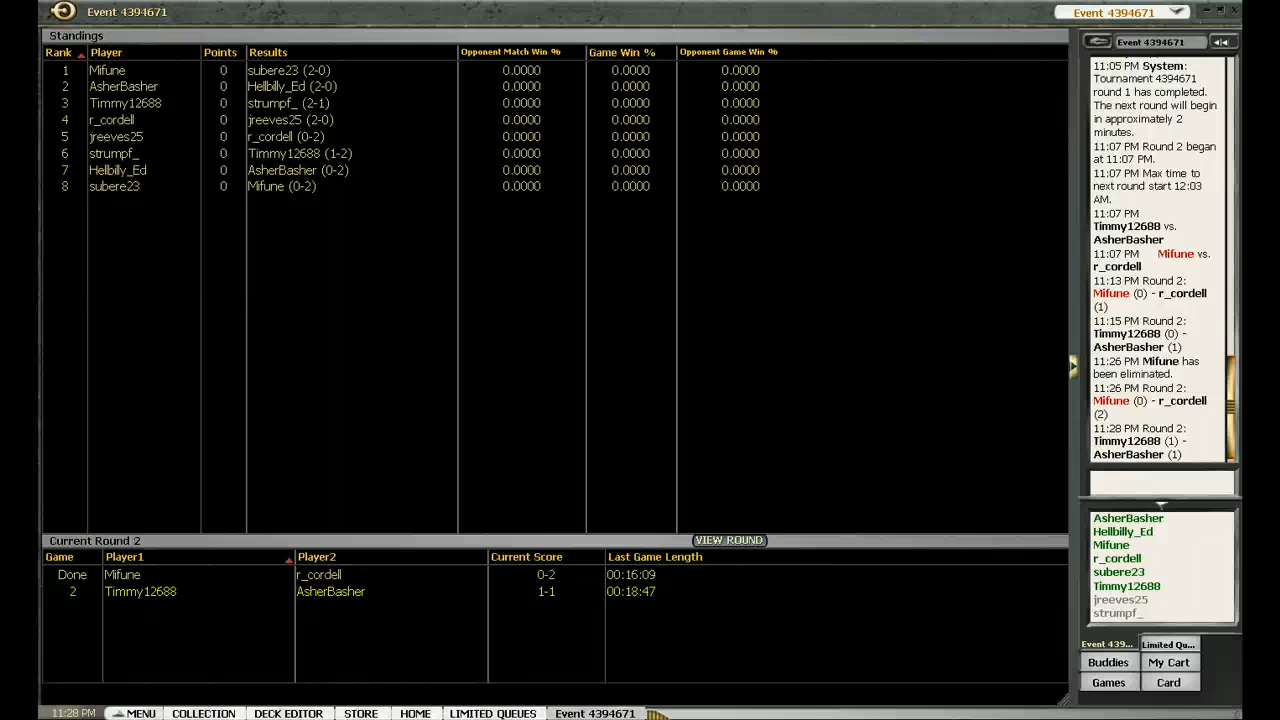 Event 4394671
Event 4394671
Standings
Rank Player Points Results Opponent Match Win % Game Win % Opponent Game Win %
1 Mifune 0 subere23 (2-0) 0.0000 0.0000 0.0000
2 AsherBasher 0 Hellbilly_Ed (2-0) 0.0000 0.0000 0.0000
3 Timmy12688 0 strumpf_ (2-1) 0.0000 0.0000 0.0000
4 r_cordell 0 jreeves25 (2-0) 0.0000 0.0000 0.0000
5 jreeves25 0 r_cordell (0-2) 0.0000 0.0000 0.0000
6 strumpf_ 0 Timmy12688 (1-2) 0.0000 0.0000 0.0000
7 Hellbilly_Ed 0 AsherBasher (0-2) 0.0000 0.0000 0.0000
8 subere23 0 Mifune (0-2) 0.0000 0.0000 0.0000
Current Round 2 VIEW ROUND
Game Player1 Player2 Current Score Last Game Length
Done Mifune r_cordell 0-2 00:16:09
2 Timmy12688 AsherBasher 1-1 00:18:47
Event 4394671
11:05 PM System:
Tournament 4394671
round 1 has completed.
The next round will begin
in approximately 2
minutes.
11:07 PM Round 2 began
at 11:07 PM.
11:07 PM Max time to
next round start 12:03
AM.
11:07 PM
Timmy12688 vs.
AsherBasher
11:07 PM Mifune vs.
r_cordell
11:13 PM Round 2:
Mifune (0) - r_cordell
(1)
11:15 PM Round 2:
Timmy12688 (0) -
AsherBasher (1)
11:26 PM Mifune has
been eliminated.
11:26 PM Round 2:
Mifune (0) - r_cordell
(2)
11:28 PM Round 2:
Timmy12688 (1) -
AsherBasher (1)
AsherBasher
Hellbilly_Ed
Mifune
r_cordell
subere23
Timmy12688
jreeves25
strumpf_
Event 439... Limited Qu...
Buddies My Cart
Games Card
11:28 PM MENU COLLECTION DECK EDITOR STORE HOME LIMITED QUEUES Event 4394671